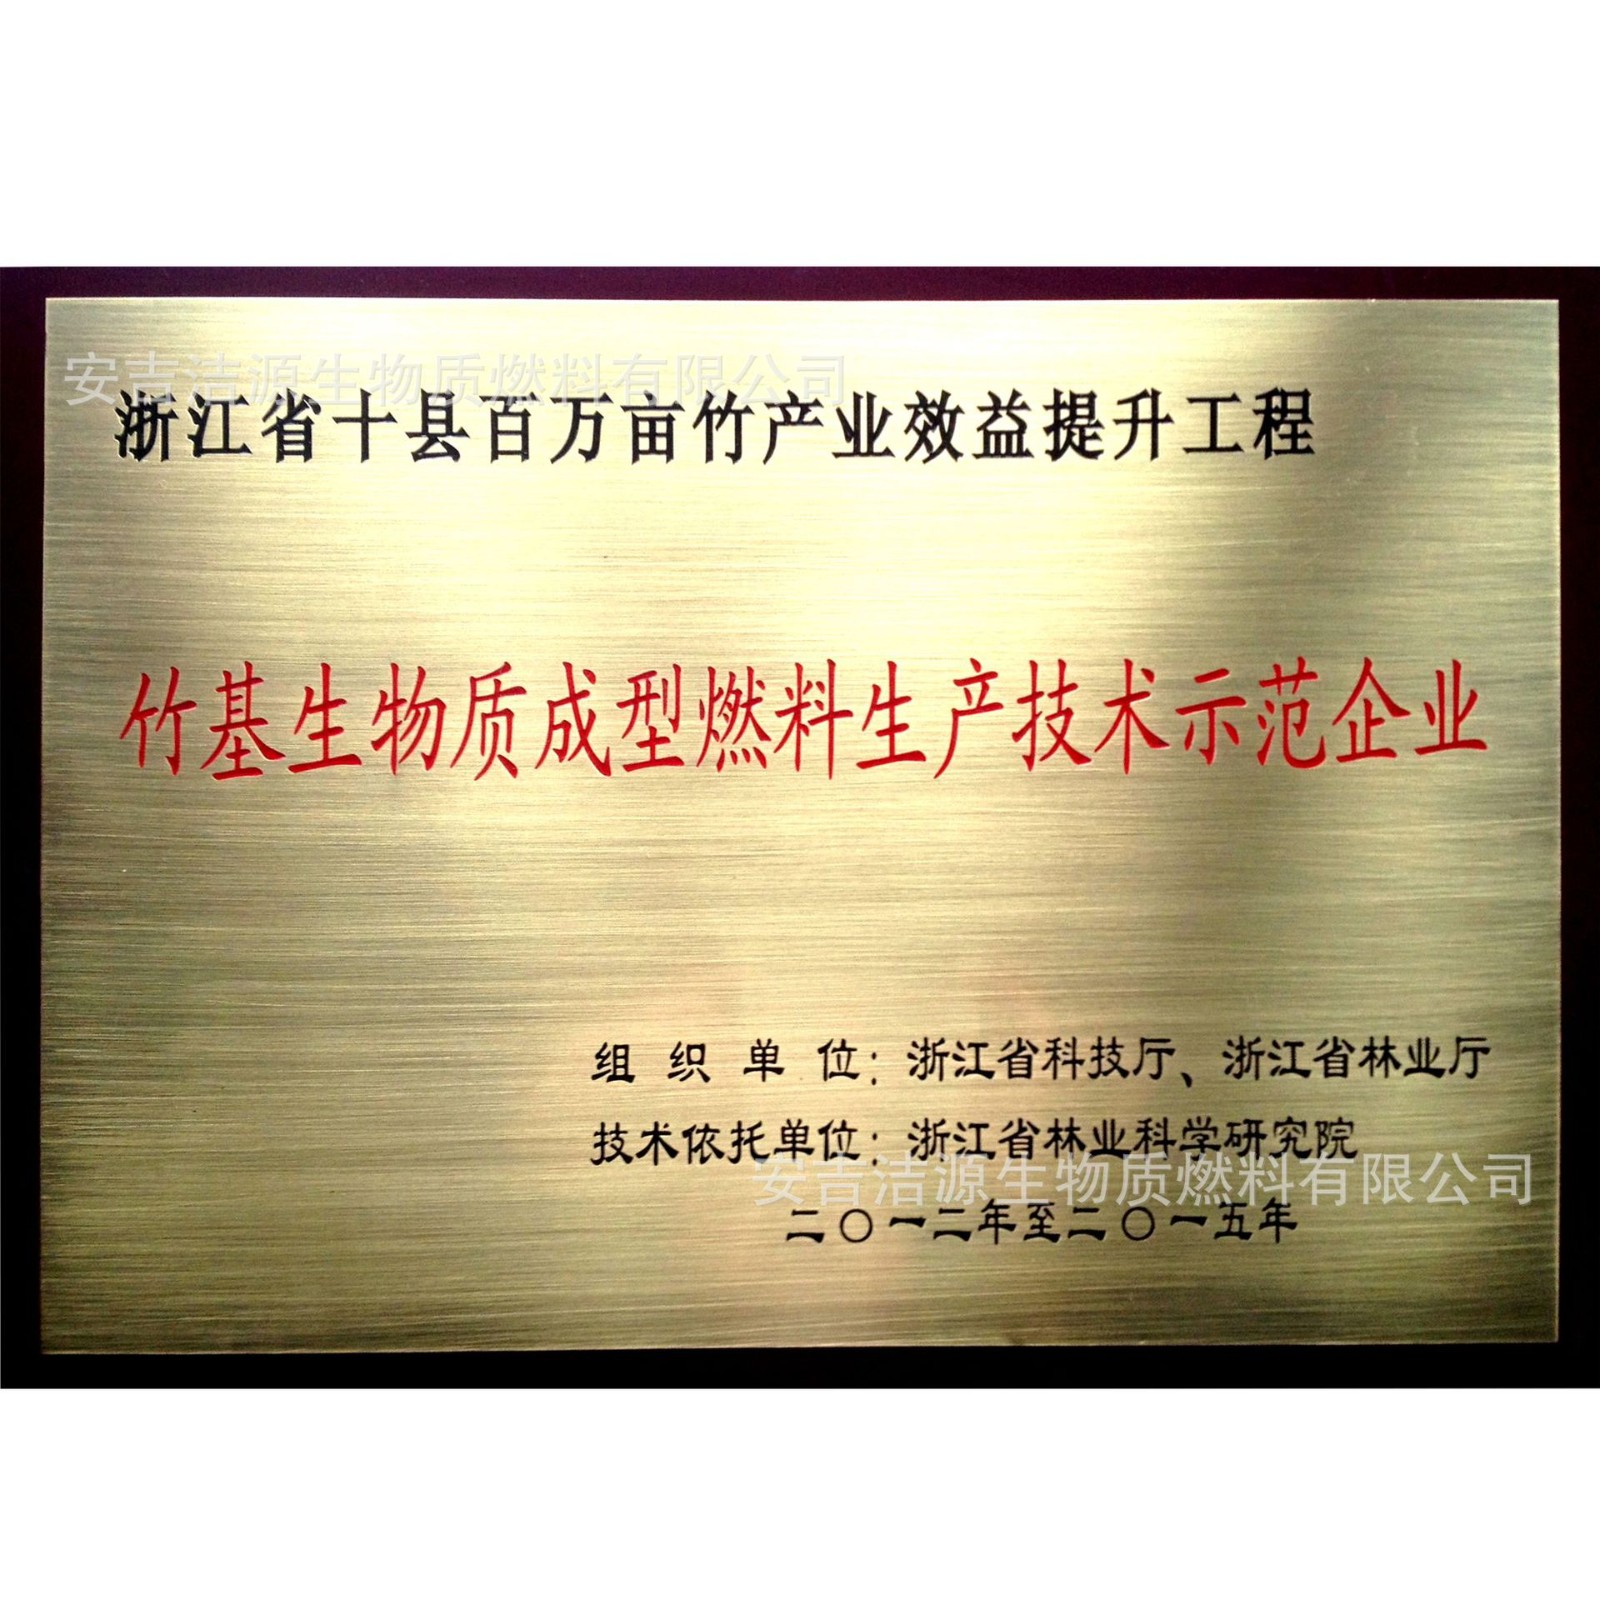 安吉洁源生物质燃料有限公司
浙江省十县百万亩竹产业效益提升工程
竹基生物质成型燃料生产技术示范企业
组织单位：浙江省科技厅、浙江省林业厅
技术依托单位：浙江省林业科学研究院
安吉洁源生物质燃料有限公司
二〇一二年至二〇一五年